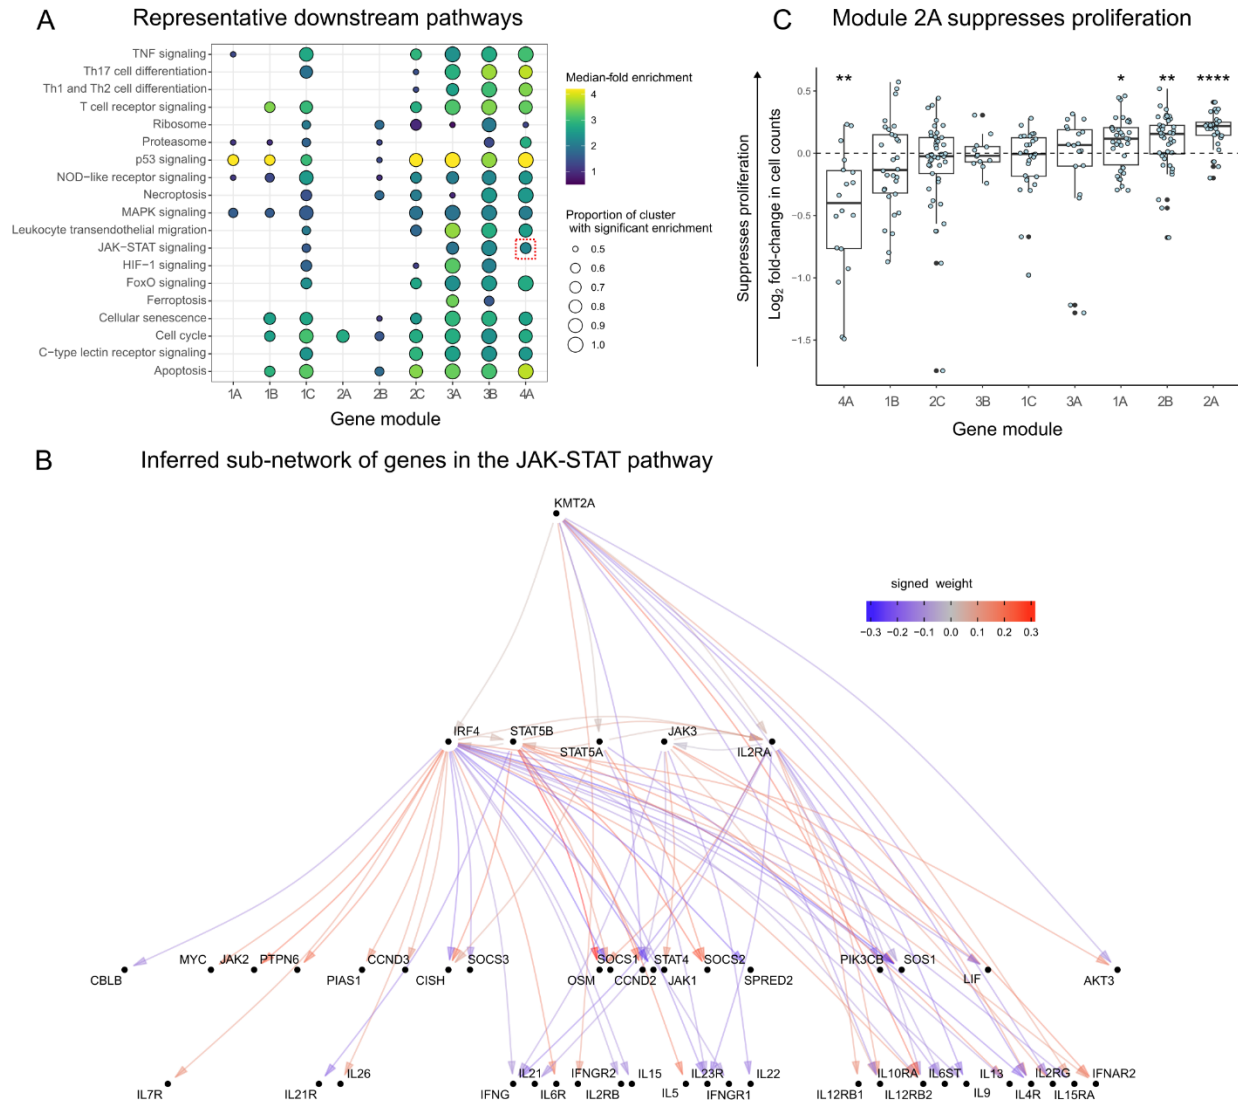 A
Representative downstream pathways
TNF signaling
Th17 cell differentiation
Th1 and Th2 cell differentiation
T cell receptor signaling
Ribosome
Proteasome
p53 signaling
NOD−like receptor signaling
Necroptosis
MAPK signaling
Leukocyte transendothelial migration
JAK−STAT signaling
HIF−1 signaling
FoxO signaling
Ferroptosis
Cellular senescence
Cell cycle
C−type lectin receptor signaling
Apoptosis
1A 1B 1C 2A 2B 2C 3A 3B 4A
Gene module
Median−fold enrichment
4
3
2
1
Proportion of cluster
with significant enrichment
0.5
0.6
0.7
0.8
0.9
1.0
C
Module 2A suppresses proliferation
Suppresses proliferation
Log2 fold−change in cell counts
0.5
0.0
−0.5
−1.0
−1.5
** * ** ****
4A 1B 2C 3B 1C 3A 1A 2B 2A
Gene module
B
Inferred sub-network of genes in the JAK-STAT pathway
KMT2A
signed weight
−0.3 −0.2 −0.1 0.0 0.1 0.2 0.3
IRF4 STAT5B JAK3
STAT5A IL2RA
MYC JAK2 PTPN6 CCND3 SOCS3 SOCS1 STAT4 SOCS2 PIK3CB SOS1
CBLB PIAS1 CISH OSM CCND2 JAK1 SPRED2 LIF AKT3
IL26 IL21 IFNGR2 IL15 IL23R IL22 IL10RA IL6ST IL13 IL2RG IFNAR2
IL7R IL21R IFNG IL6R IL2RB IL5 IFNGR1 IL12RB1 IL12RB2 IL9 IL4R IL15RA